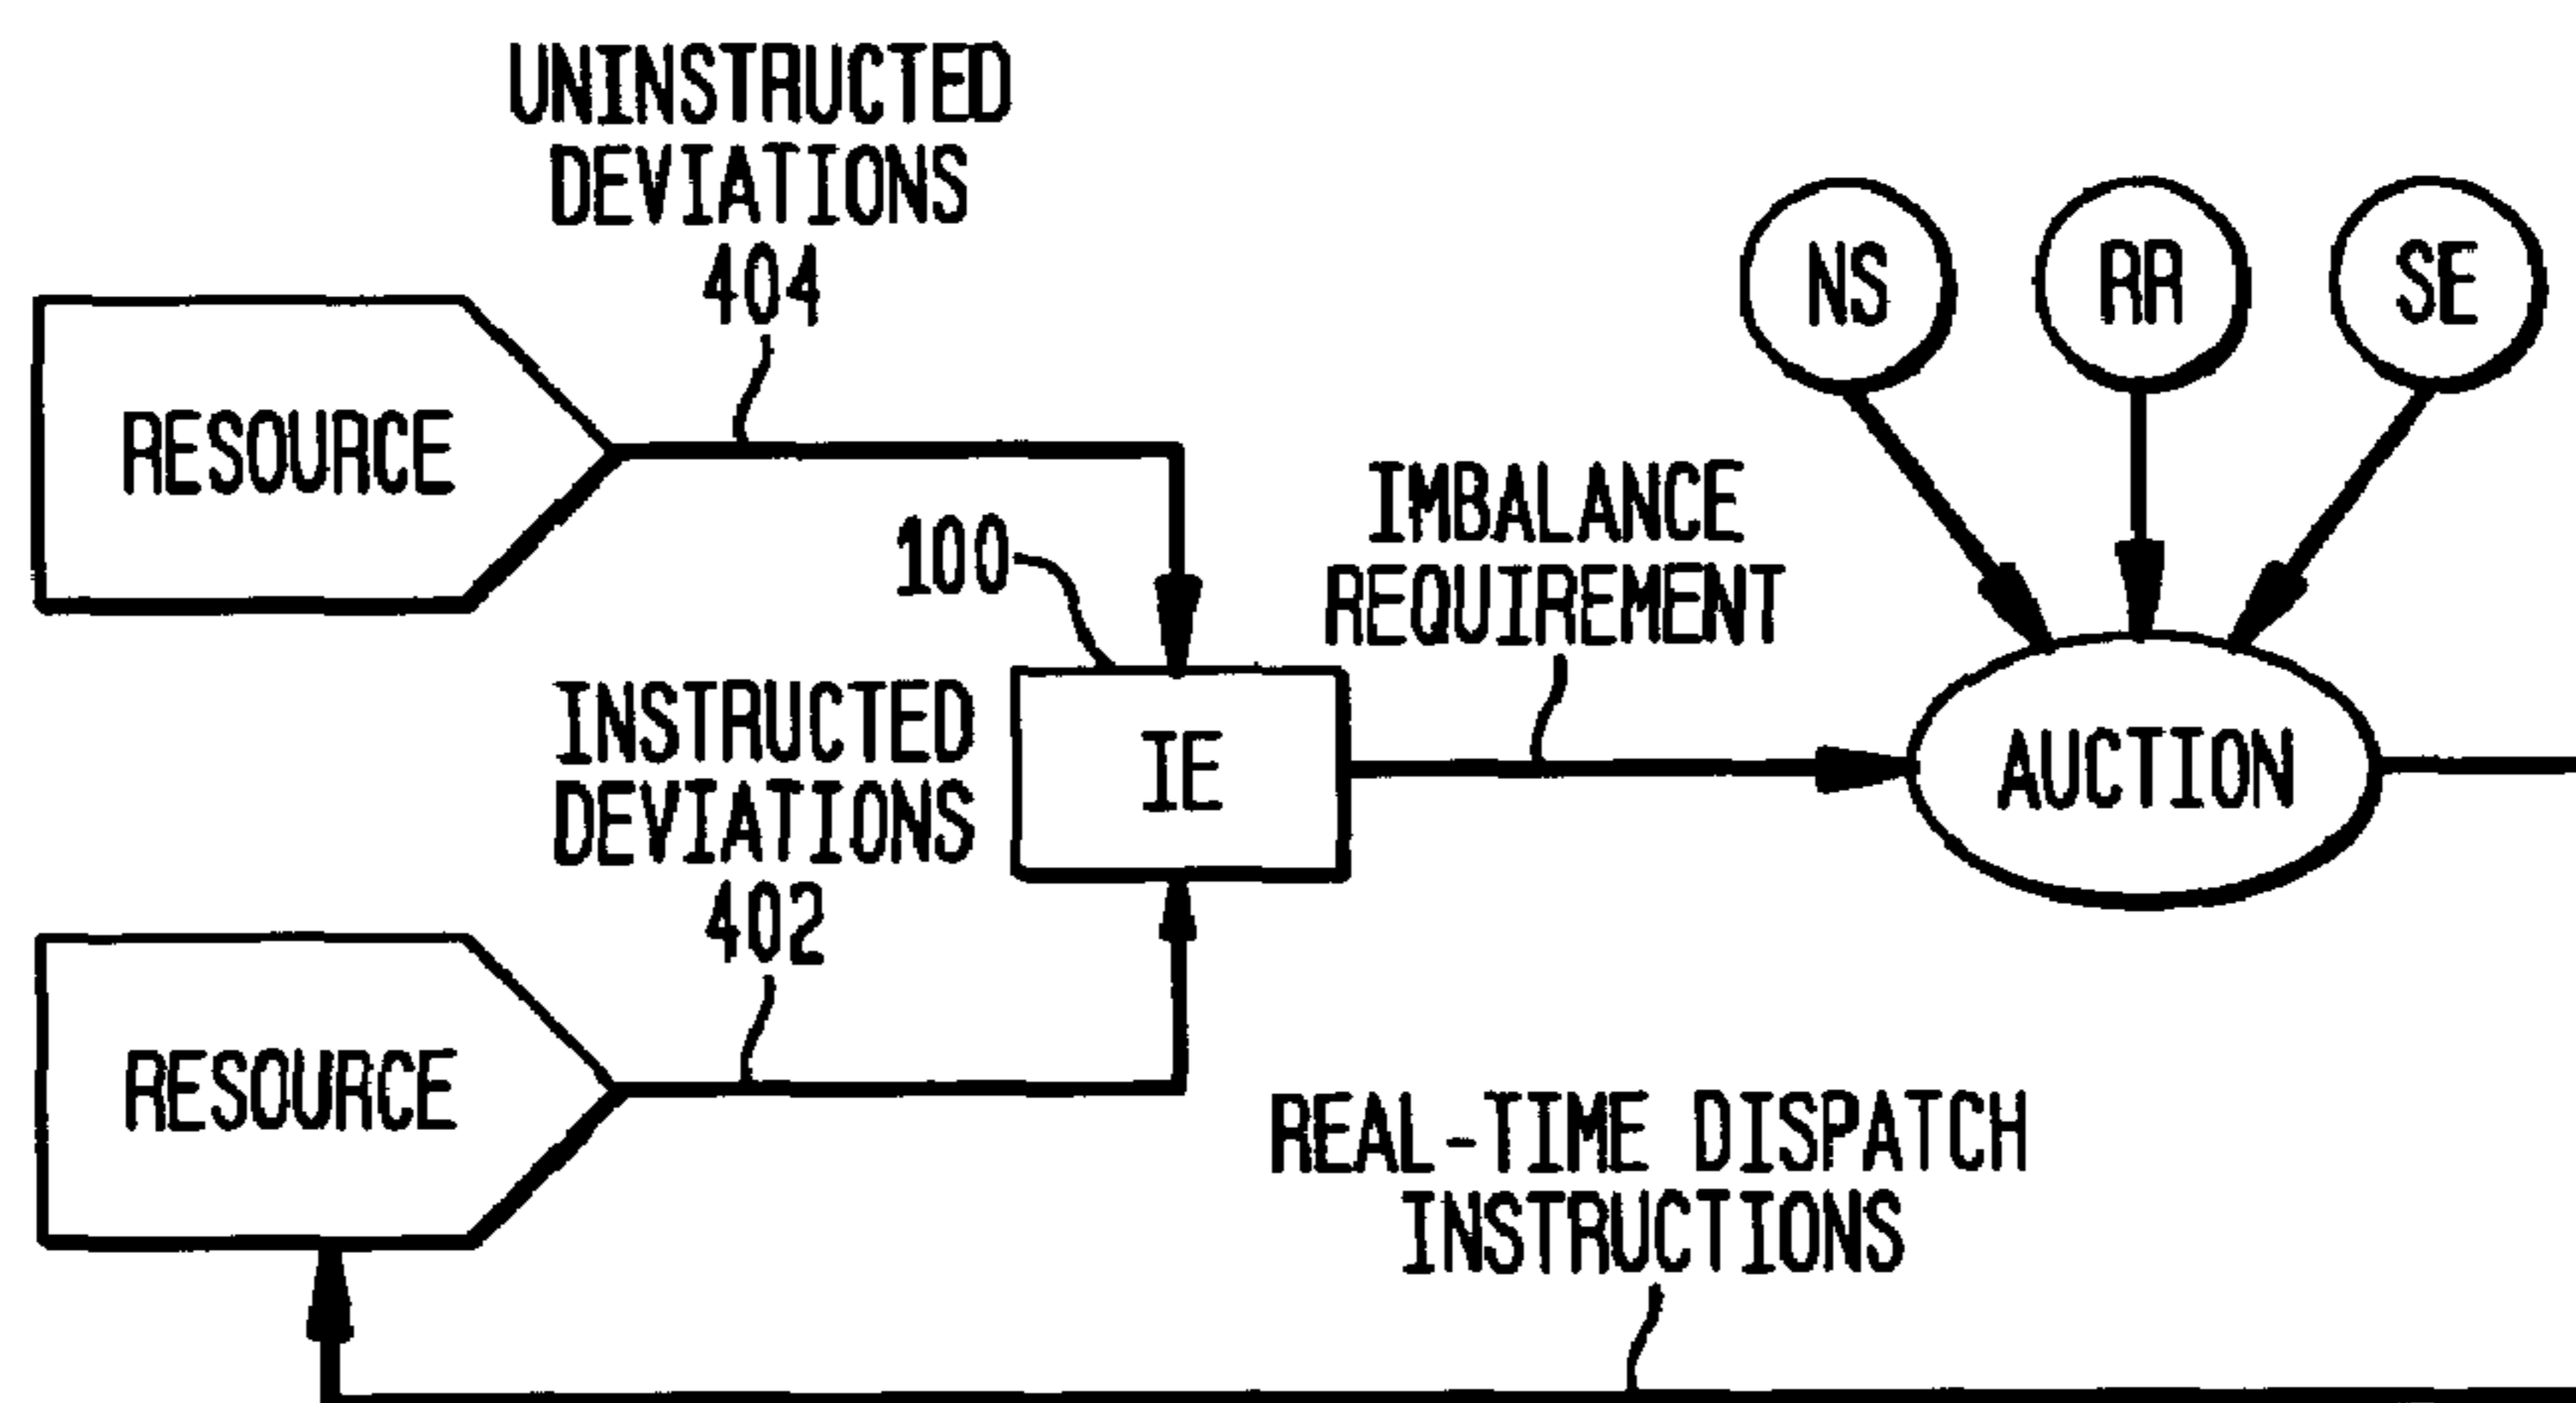 UNINSTRUCTED
DEVIATIONS
404
NS
RR
SE
RESOURCE
100
IMBALANCE
REQUIREMENT
INSTRUCTED
DEVIATIONS
402
IE
AUCTION
RESOURCE
REAL-TIME DISPATCH
INSTRUCTIONS